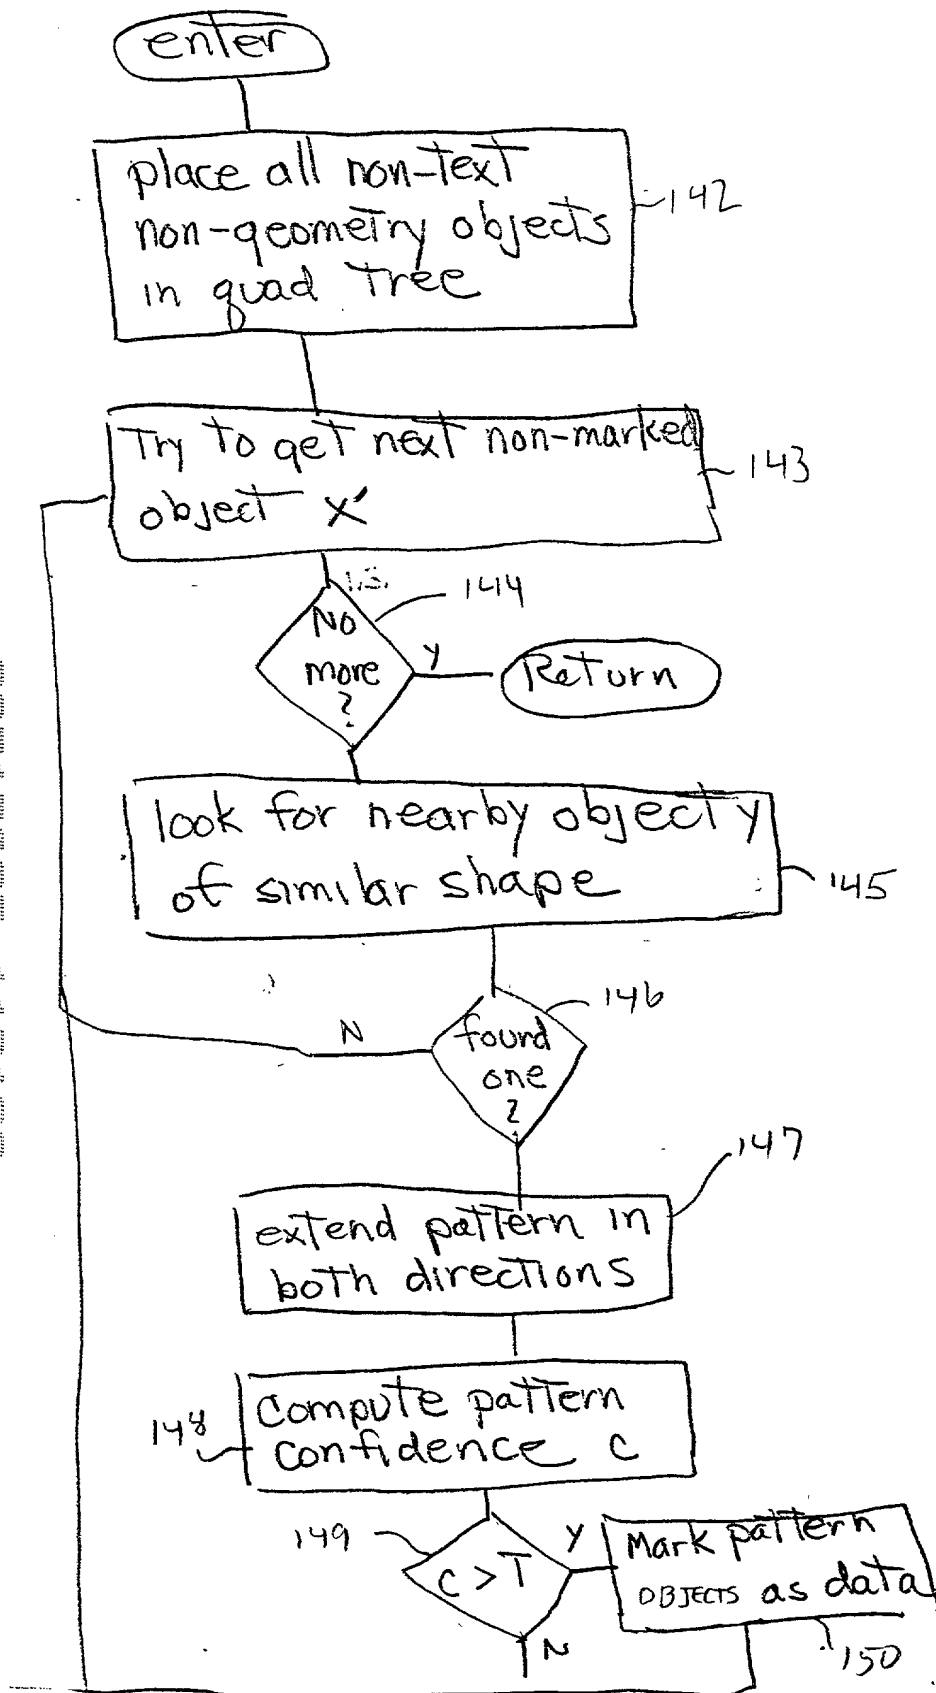 enter
place all non-text
non-geometry objects
in quad tree
142
Try to get next non-marked
object x
143
144
No
more
?
Y
Return
look for nearby object y
of similar shape
145
146
N
found
one
?
147
extend pattern in
both directions
148
Compute pattern
confidence c
149
c > T
Y
N
Mark pattern
OBJECTS as data
150